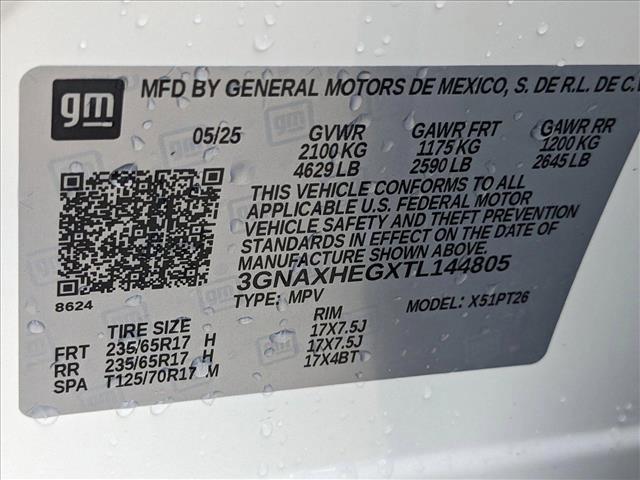 gm
MFD BY GENERAL MOTORS DE MEXICO, S. DE R.L. DE C.V
05/25 GVWR GAWR FRT GAWR RR
2100 KG 1175 KG 1200 KG
4629 LB 2590 LB 2645 LB
THIS VEHICLE CONFORMS TO ALL
APPLICABLE U.S. FEDERAL MOTOR
VEHICLE SAFETY AND THEFT PREVENTION
STANDARDS IN EFFECT ON THE DATE OF
MANUFACTURE SHOWN ABOVE.
8624
3GNAXHEGXTL144805
TYPE: MPV MODEL: X51PT26
TIRE SIZE RIM
FRT 235/65R17 H 17X7.5J
RR 235/65R17 H 17X7.5J
SPA T125/70R17 M 17X4BT